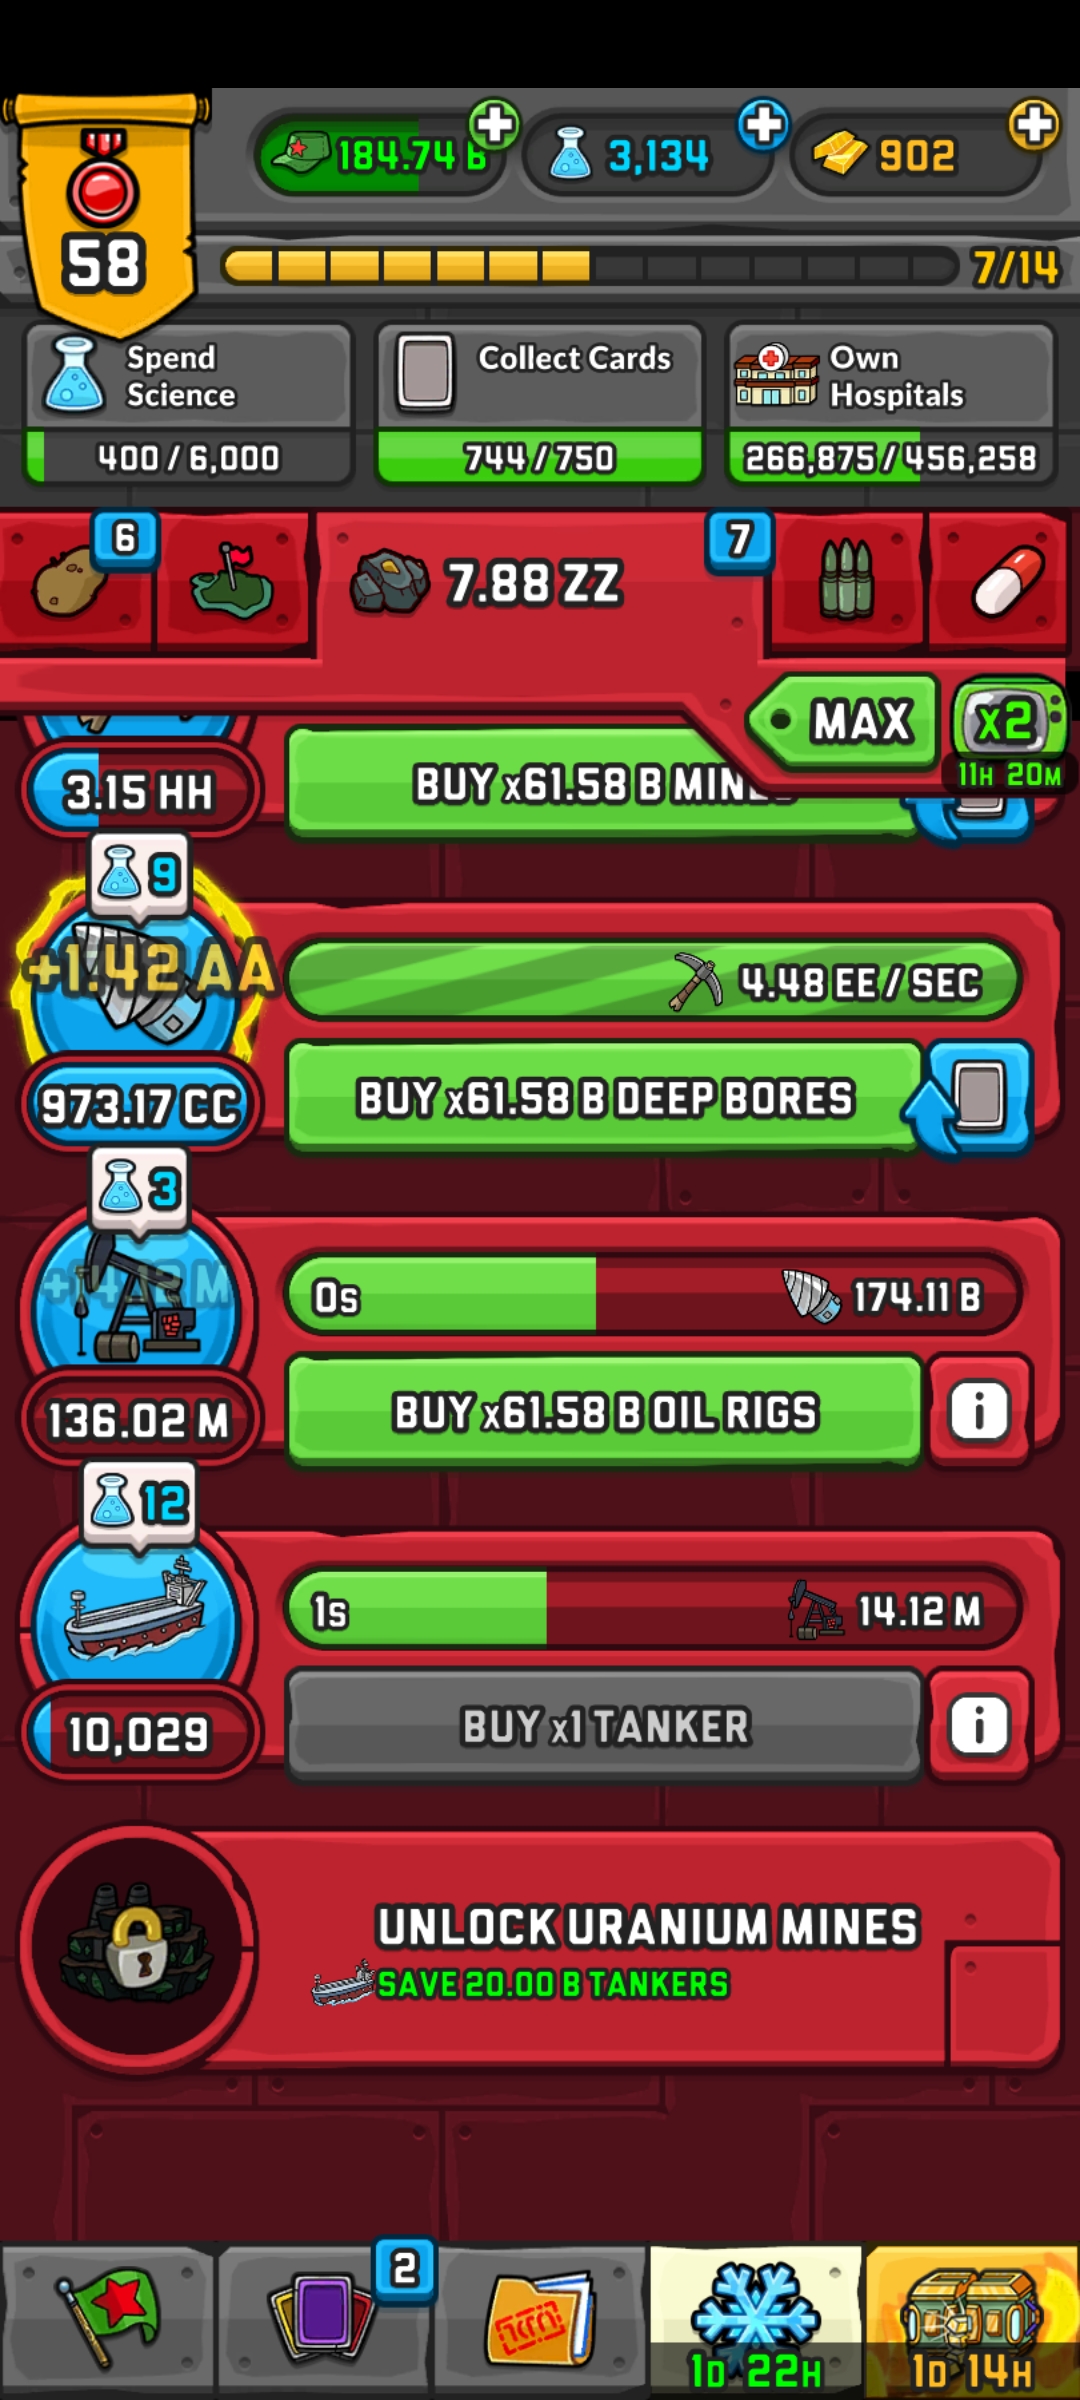 58
184.74 B
3,134
902
7/14
Spend
Science
400 / 6,000
Collect Cards
744 / 750
Own
Hospitals
266,875 / 456,258
6
7.88 ZZ
7
MAX
x2
11H 20M
3.15 HH
BUY x61.58 B
9
+1.42 AA
4.48 EE / SEC
973.17 CC
BUY x61.58 B DEEP BORES
3
+14.12 M
0s
174.11 B
136.02 M
BUY x61.58 B OIL RIGS
12
1s
14.12 M
10,029
BUY x1 TANKER
UNLOCK URANIUM MINES
SAVE 20.00 B TANKERS
2
1D 22H
1D 14H